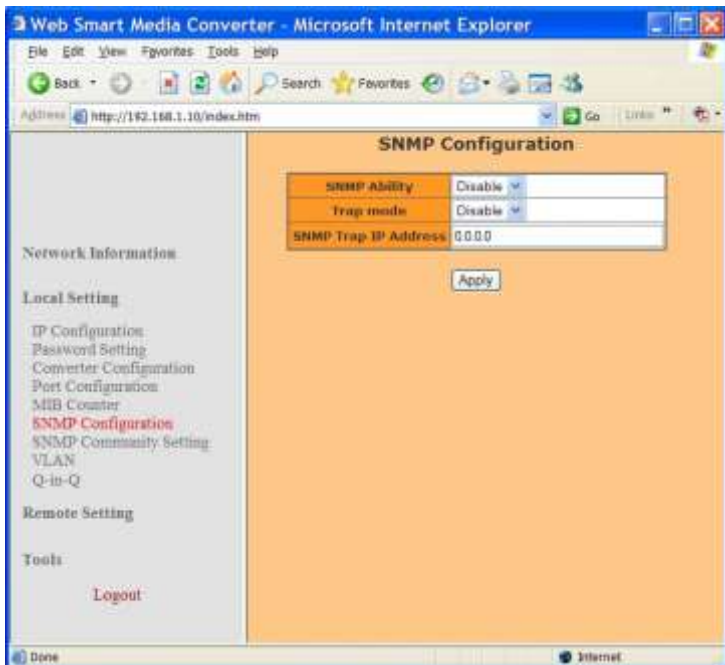 Web Smart Media Converter - Microsoft Internet Explorer
File Edit View Favorites Tools Help
Back Search Favorites
Address http://192.168.1.10/index.htm Go Links »
SNMP Configuration
SNMP Ability Disable
Trap mode Disable
SNMP Trap IP Address 0.0.0.0
Apply
Network Information
Local Setting
IP Configuration
Password Setting
Converter Configuration
Port Configuration
MIB Counter
SNMP Configuration
SNMP Community Setting
VLAN
Q-in-Q
Remote Setting
Tools
Logout
Done Internet